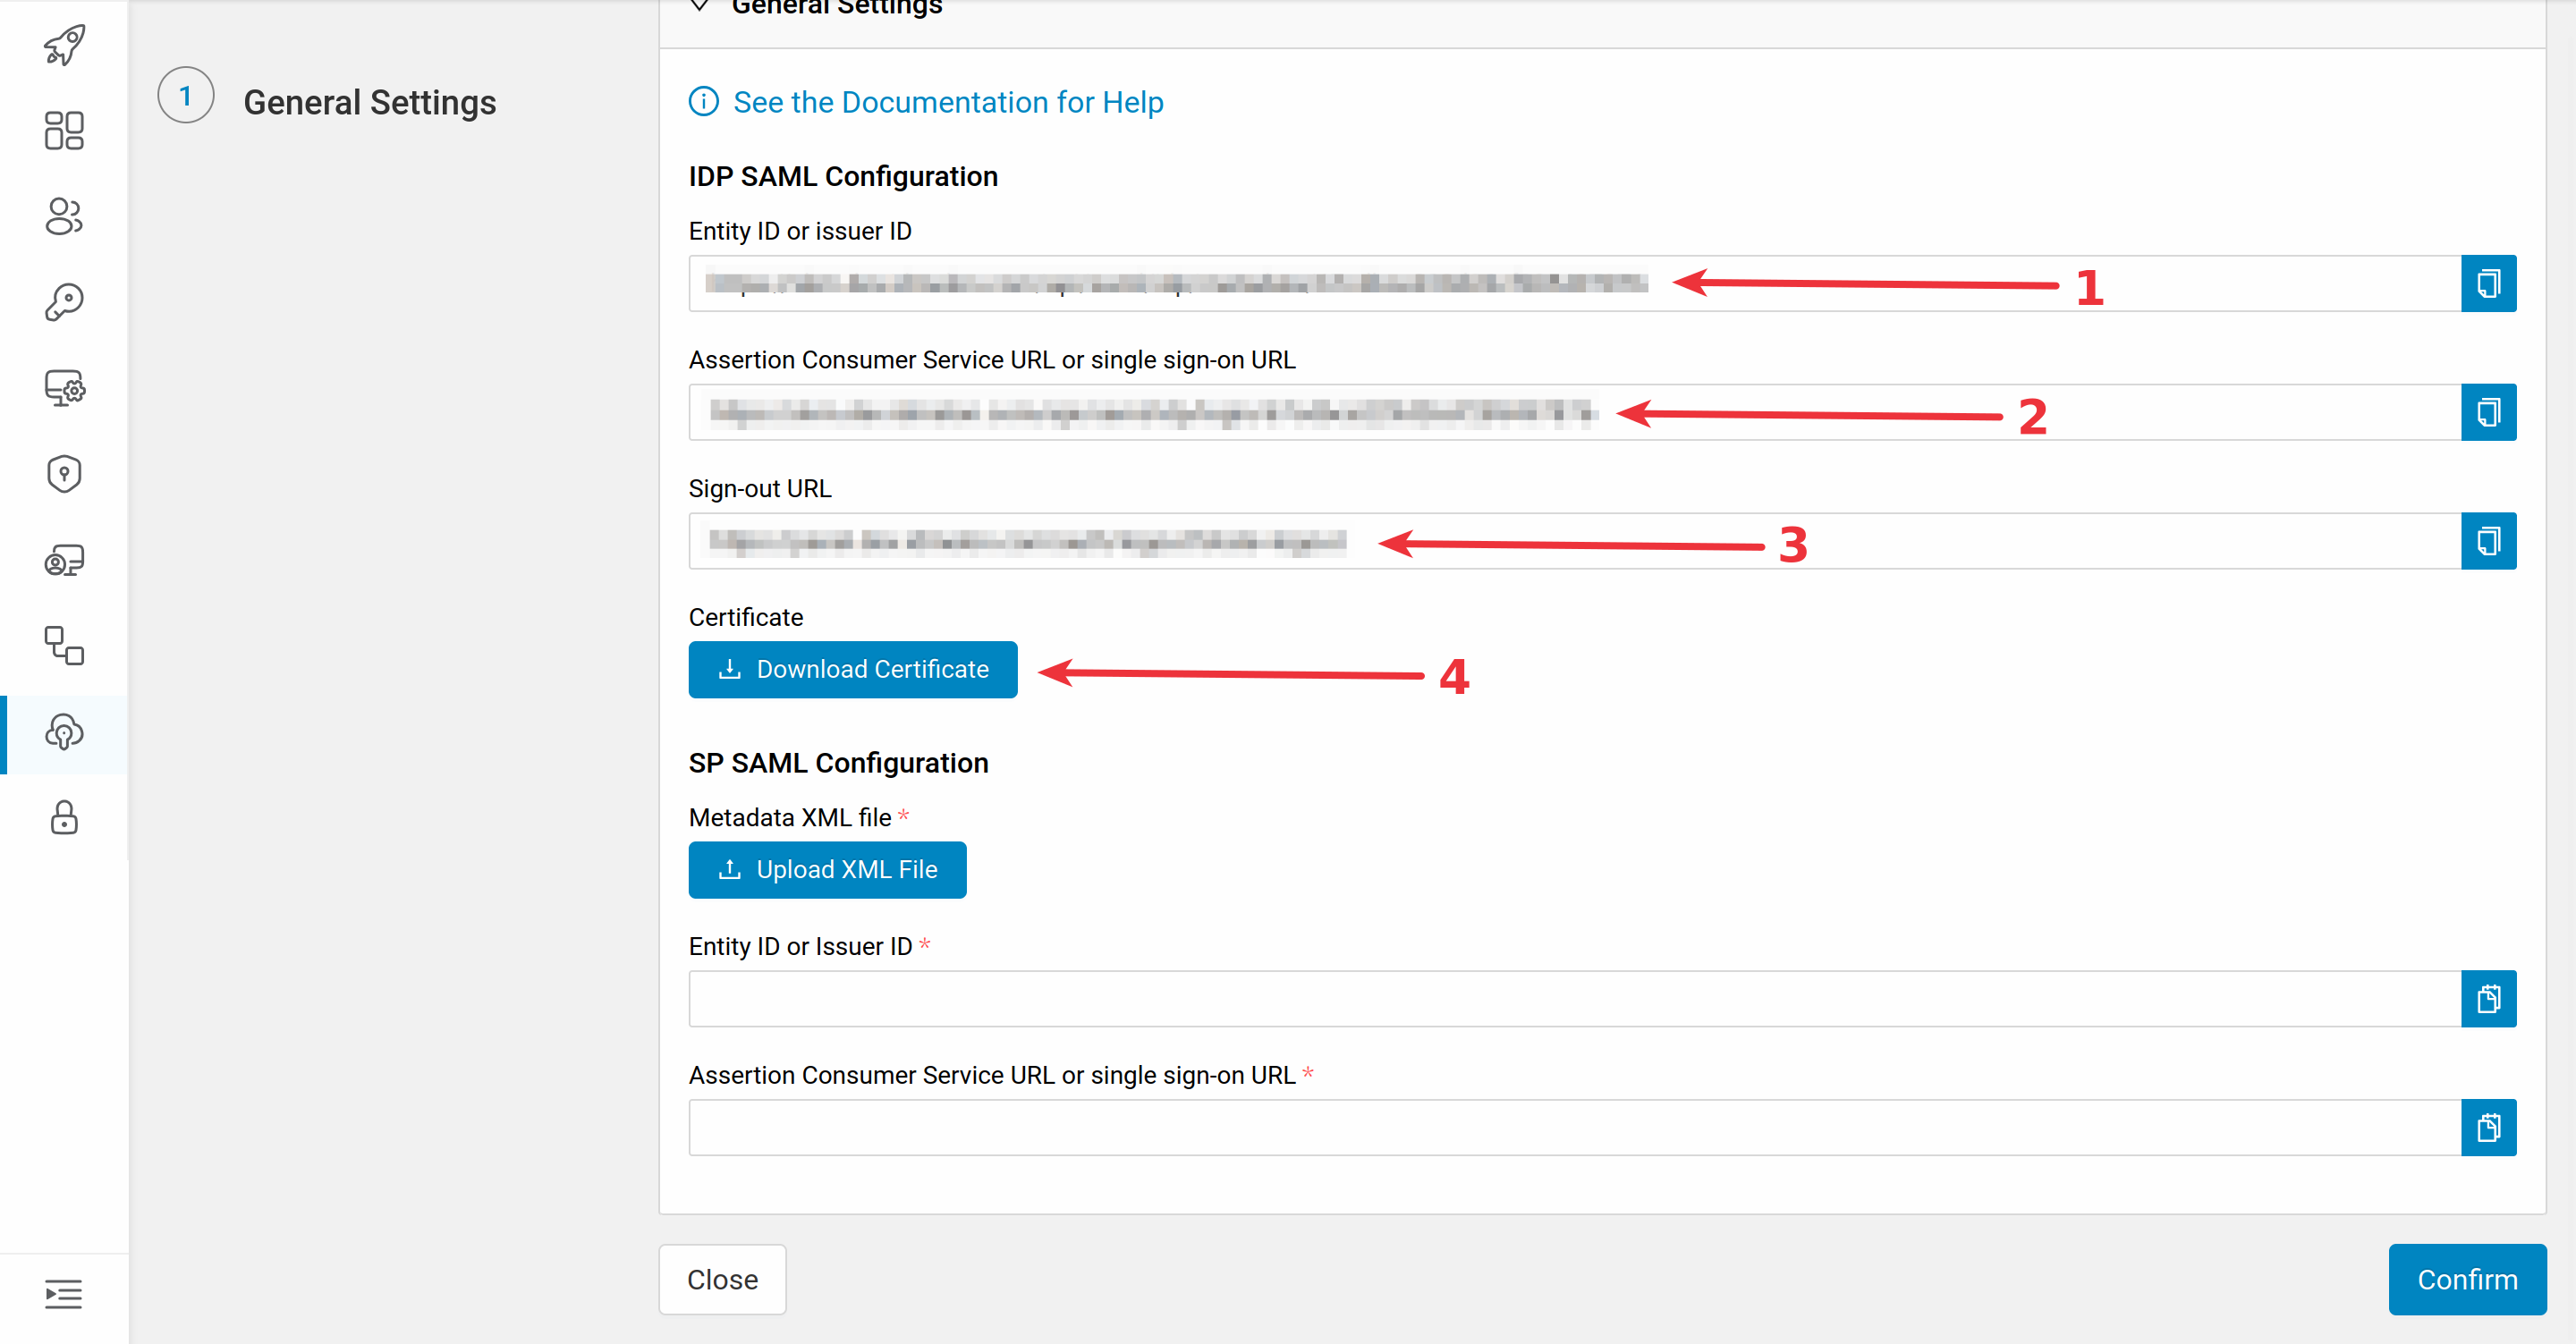 General Settings
1
General Settings
See the Documentation for Help
IDP SAML Configuration
Entity ID or issuer ID
1
Assertion Consumer Service URL or single sign-on URL
2
Sign-out URL
3
Certificate
Download Certificate
4
SP SAML Configuration
Metadata XML file *
Upload XML File
Entity ID or Issuer ID *
Assertion Consumer Service URL or single sign-on URL *
Close
Confirm